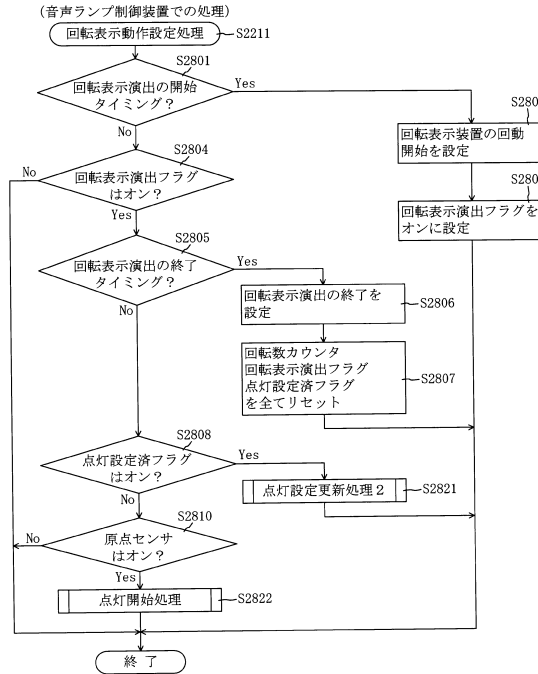 (音声ランプ制御装置での処理)
回転表示動作設定処理
S2211
S2801
回転表示演出の開始
タイミング？
Yes
No
回転表示装置の回動
開始を設定
回転表示演出フラグを
オンに設定
S2804
回転表示演出フラグ
はオン？
No
Yes
S2805
回転表示演出の終了
タイミング？
Yes
No
回転表示演出の終了を
設定
S2806
回転数カウンタ
回転表示演出フラグ
点灯設定済フラグ
を全てリセット
S2807
S2808
点灯設定済フラグ
はオン？
Yes
No
点灯設定更新処理２
S2821
S2810
原点センサ
はオン？
No
Yes
点灯開始処理
S2822
終 了